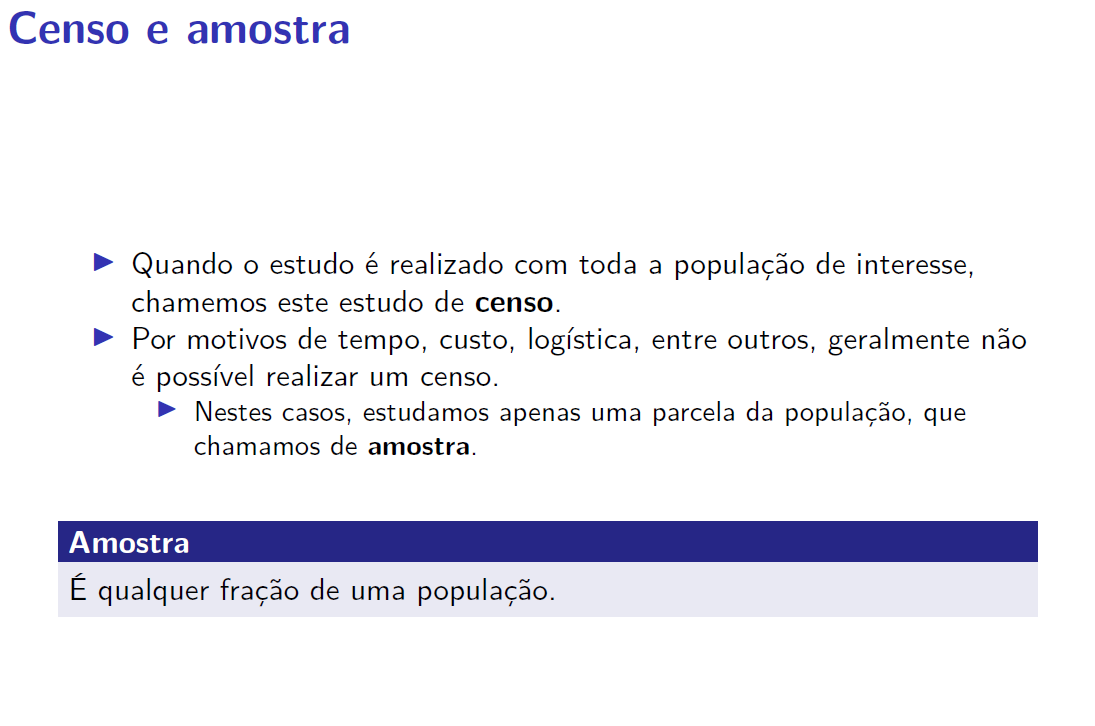 Censo e amostra
Quando o estudo é realizado com toda a população de interesse,
chamemos este estudo de censo.
Por motivos de tempo, custo, logística, entre outros, geralmente não
é possível realizar um censo.
Nestes casos, estudamos apenas uma parcela da população, que
chamamos de amostra.
Amostra
É qualquer fração de uma população.